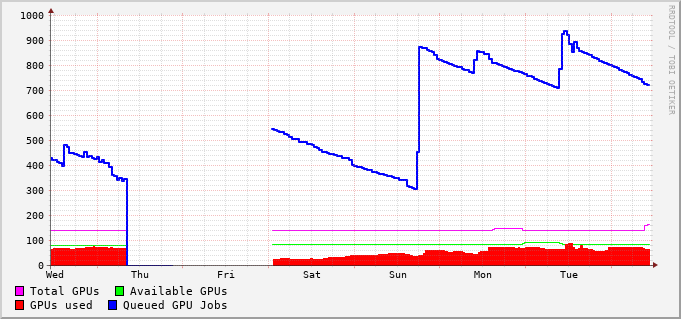 1000
900
800
700
600
500
400
300
200
100
0
Wed Thu Fri Sat Sun Mon Tue
Total GPUs Available GPUs
GPUs used Queued GPU Jobs
RRDTOOL / TOBI OETIKER